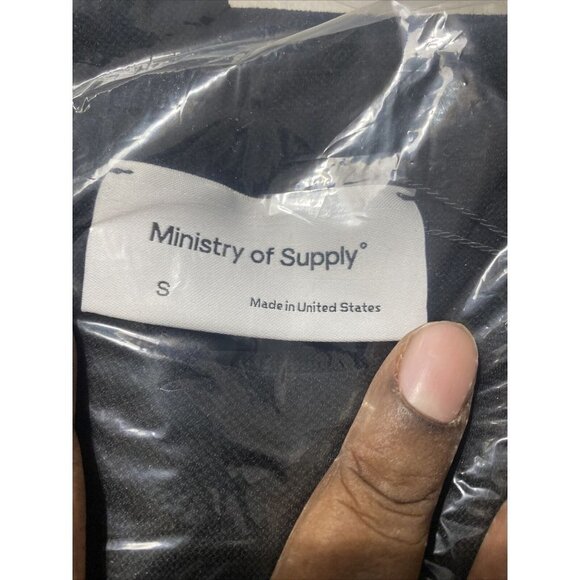 Ministry of Supply°
S
Made in United States